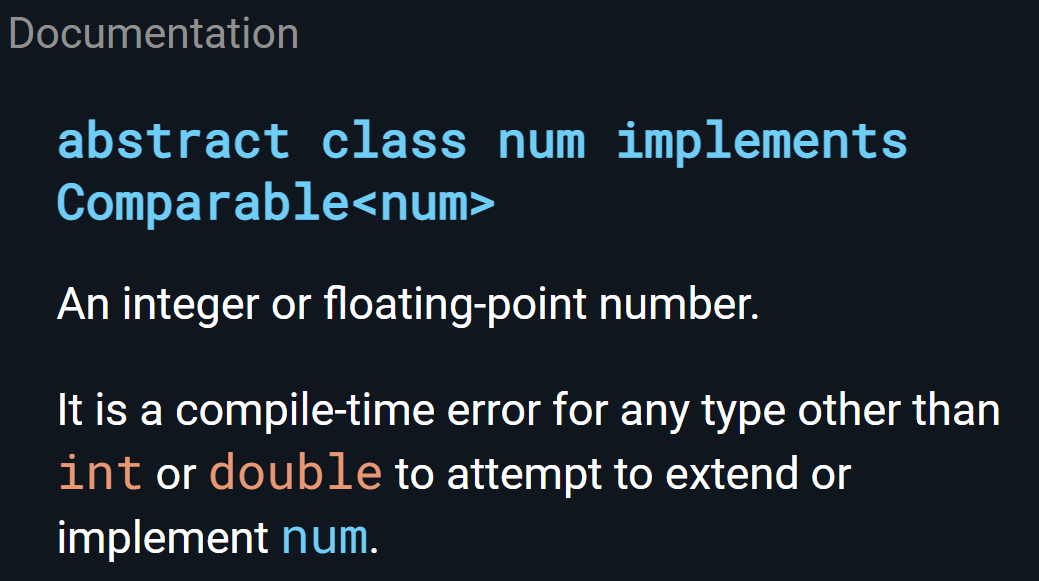 Documentation
abstract class num implements
Comparable<num>
An integer or floating-point number.
It is a compile-time error for any type other than
int or double to attempt to extend or
implement num.